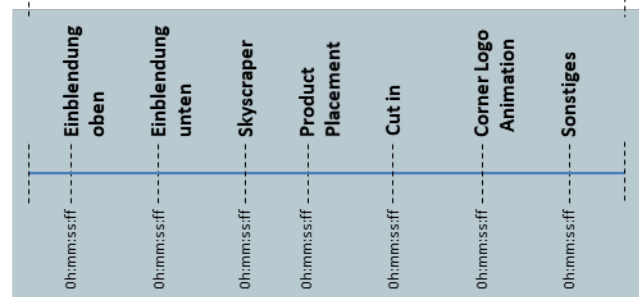 Einblendung
oben
Einblendung
unten
Skyscraper
Product
Placement
Cut in
Corner Logo
Animation
Sonstiges
0h:mm:ss:ff
0h:mm:ss:ff
0h:mm:ss:ff
0h:mm:ss:ff
0h:mm:ss:ff
0h:mm:ss:ff
0h:mm:ss:ff